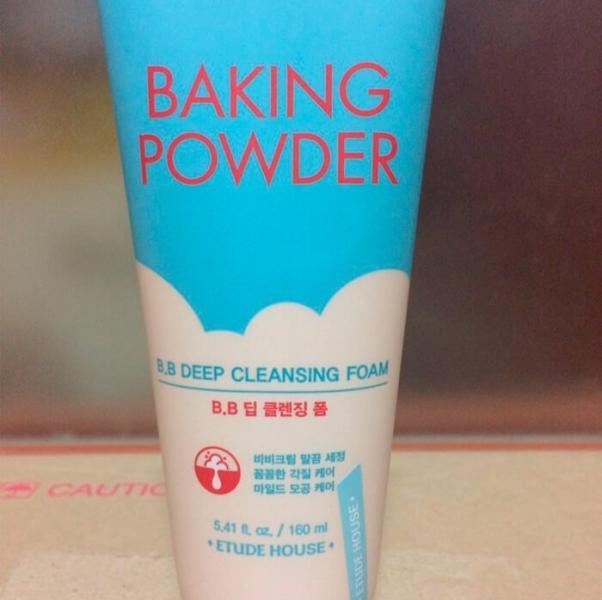 BAKING
POWDER
B.B DEEP CLEANSING FOAM
B.B 딥 클렌징 폼
비비크림 말끔 세정
꼼꼼한 각질 케어
마일드 모공 케어
5.41 fl. oz. / 160 ml
ETUDE HOUSE
ETUDE HOUSE